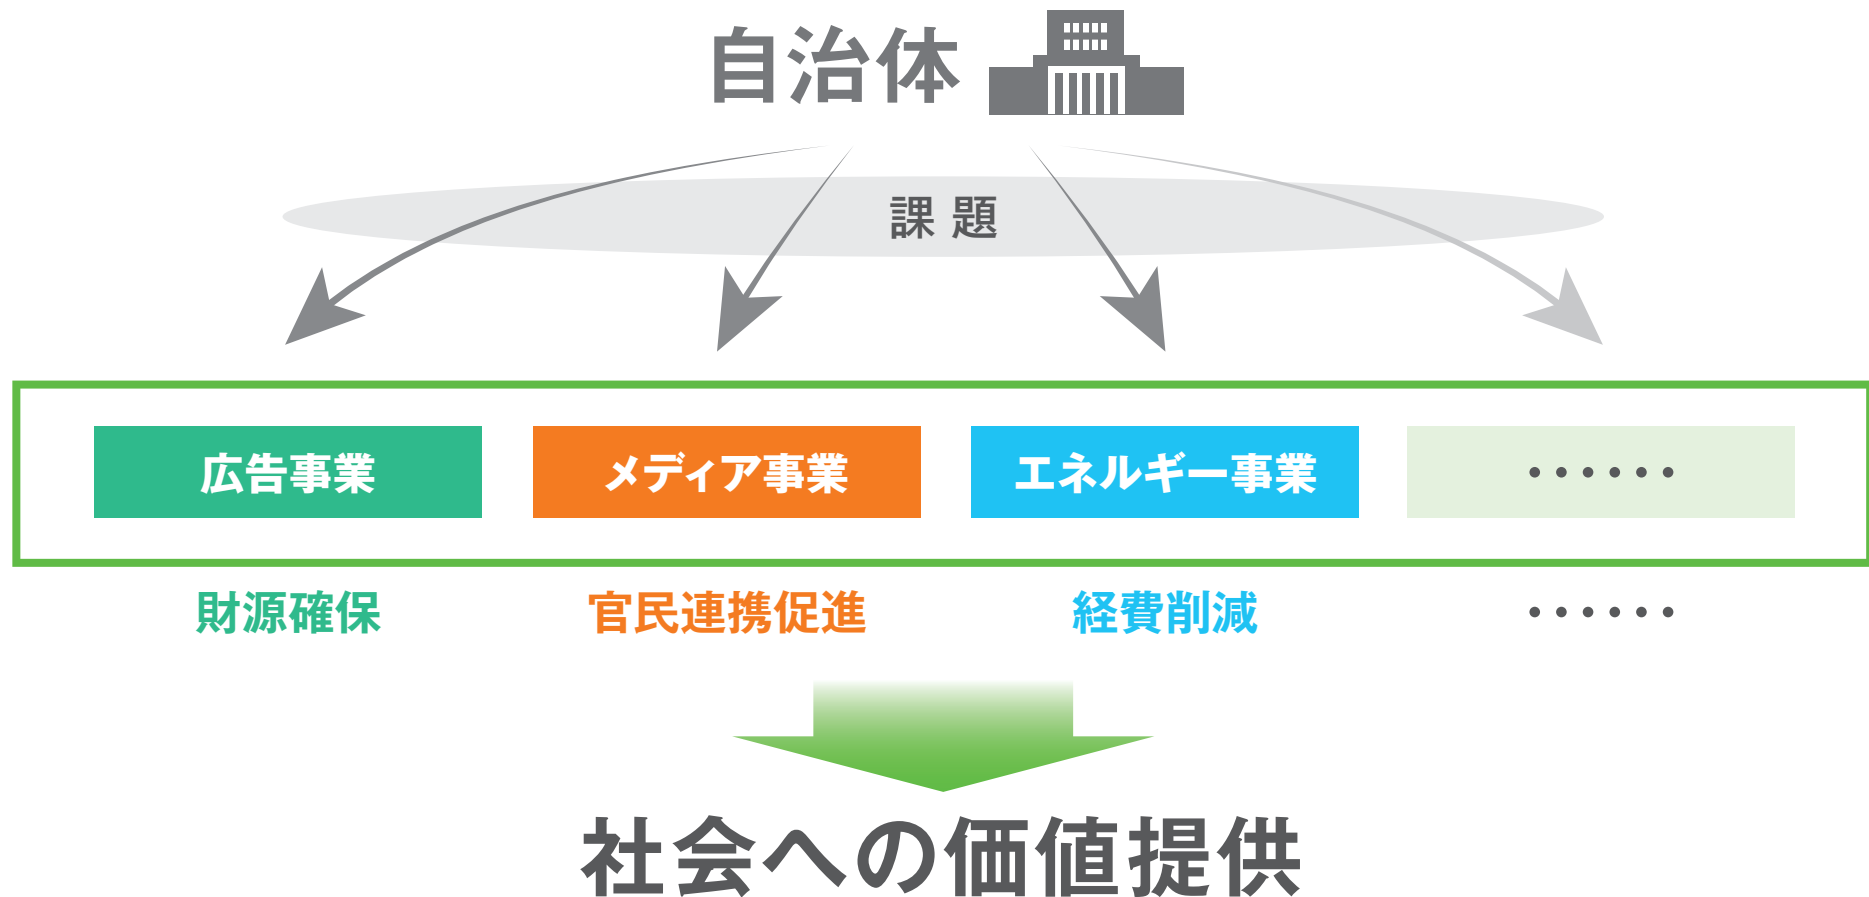 自治体
課題
広告事業
メディア事業
エネルギー事業
・・・・・・
財源確保
官民連携促進
経費削減
・・・・・・
社会への価値提供